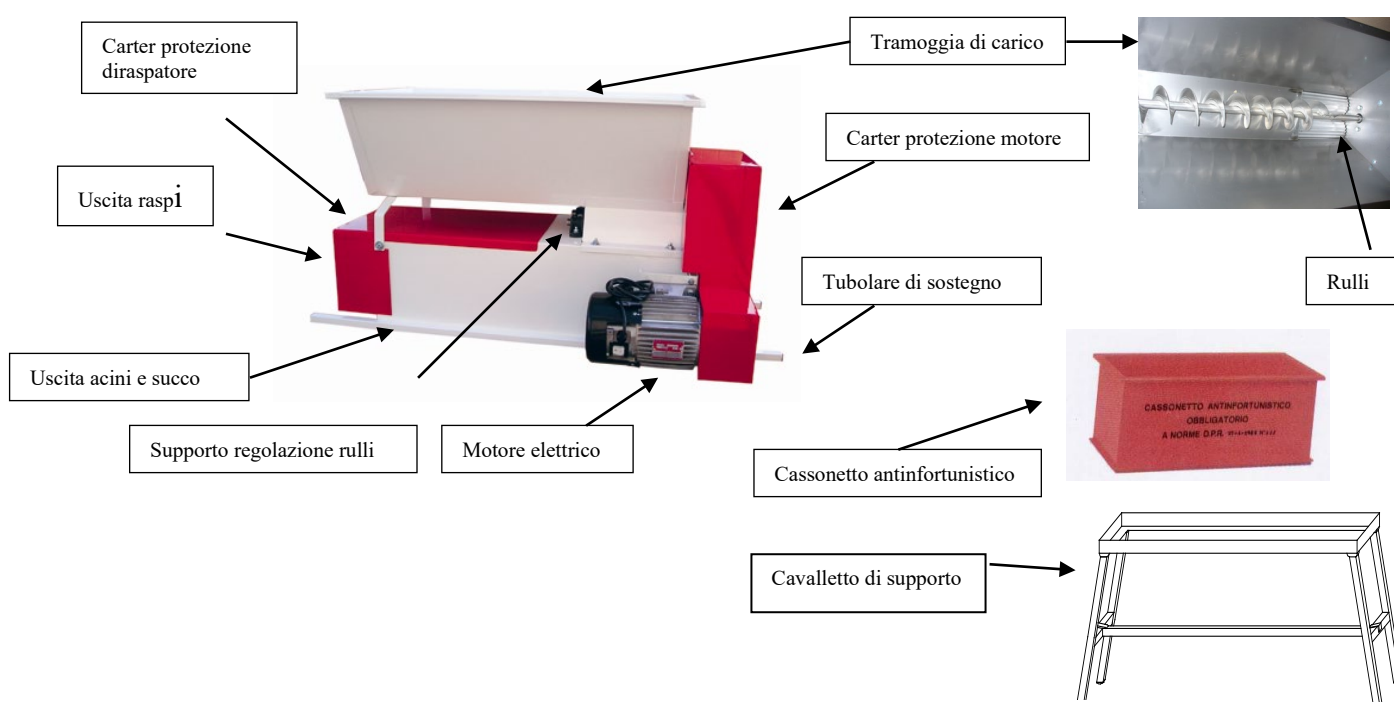 Carter protezione
diraspatore
Tramoggia di carico
Carter protezione motore
Uscita raspi
Tubolare di sostegno
Rulli
Uscita acini e succo
Supporto regolazione rulli
Motore elettrico
CASSONETTO ANTINFORTUNISTICO
OBBLIGATORIO
A NORME D.P.R.
Cassonetto antinfortunistico
Cavalletto di supporto